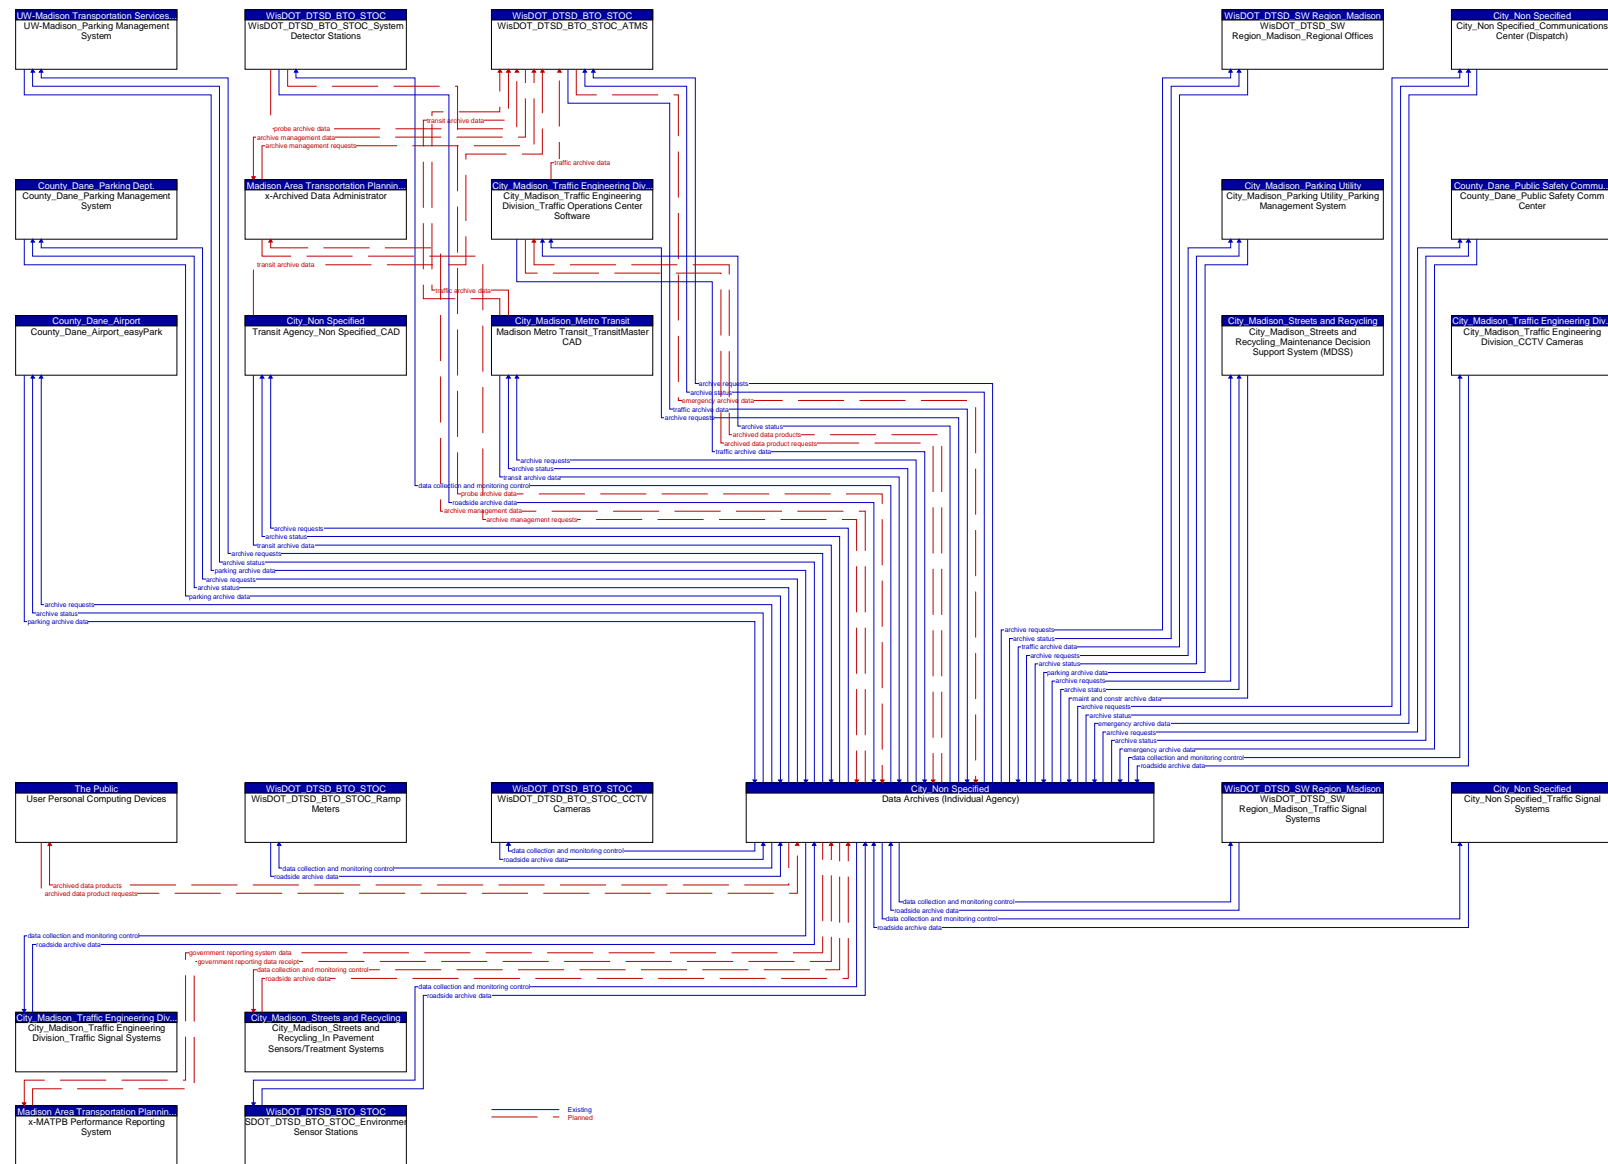 UW-Madison Transportation Services...
UW-Madison_Parking Management
System
WisDOT_DTSD_BTO_STOC
WisDOT_DTSD_BTO_STOC_System
Detector Stations
WisDOT_DTSD_BTO_STOC
WisDOT_DTSD_BTO_STOC_ATMS
WisDOT_DTSD_SW Region_Madison
WisDOT_DTSD_SW
Region_Madison_Regional Offices
City_Non Specified
City_Non Specified_Communications
Center (Dispatch)
transit archive data
probe archive data
archive management data
archive management requests
traffic archive data
County_Dane_Parking Dept.
County_Dane_Parking Management
System
Madison Area Transportation Plannin...
x-Archived Data Administrator
City_Madison_Traffic Engineering Div...
City_Madison_Traffic Engineering
Division_Traffic Operations Center
Software
City_Madison_Parking Utility
City_Madison_Parking Utility_Parking
Management System
County_Dane_Public Safety Commu...
County_Dane_Public Safety Comm
Center
transit archive data
traffic archive data
County_Dane_Airport
County_Dane_Airport_easyPark
City_Non Specified
Transit Agency_Non Specified_CAD
City_Madison_Metro Transit
Madison Metro Transit_TransitMaster
CAD
City_Madison_Streets and Recycling
City_Madison_Streets and
Recycling_Maintenance Decision
Support System (MDSS)
City_Madison_Traffic Engineering Div...
City_Madison_Traffic Engineering
Division_CCTV Cameras
archive requests
archive status
emergency archive data
traffic archive data
archive requests
archive status
archived data products
archived data product requests
traffic archive data
archive requests
archive status
transit archive data
data collection and monitoring control
probe archive data
roadside archive data
archive management data
archive management requests
archive requests
archive status
transit archive data
archive requests
archive status
parking archive data
archive requests
archive status
parking archive data
archive requests
archive status
parking archive data
archive requests
archive status
traffic archive data
archive requests
archive status
parking archive data
archive requests
archive status
maint and constr archive data
archive requests
archive status
emergency archive data
archive requests
archive status
emergency archive data
data collection and monitoring control
roadside archive data
The Public
User Personal Computing Devices
WisDOT_DTSD_BTO_STOC
WisDOT_DTSD_BTO_STOC_Ramp
Meters
WisDOT_DTSD_BTO_STOC
WisDOT_DTSD_BTO_STOC_CCTV
Cameras
City_Non Specified
Data Archives (Individual Agency)
WisDOT_DTSD_SW Region_Madison
WisDOT_DTSD_SW
Region_Madison_Traffic Signal
Systems
City_Non Specified
City_Non Specified_Traffic Signal
Systems
data collection and monitoring control
roadside archive data
data collection and monitoring control
roadside archive data
archived data products
archived data product requests
data collection and monitoring control
roadside archive data
data collection and monitoring control
roadside archive data
data collection and monitoring control
roadside archive data
government reporting system data
government reporting data receipt
data collection and monitoring control
roadside archive data
data collection and monitoring control
roadside archive data
City_Madison_Traffic Engineering Div...
City_Madison_Traffic Engineering
Division_Traffic Signal Systems
City_Madison_Streets and Recycling
City_Madison_Streets and
Recycling_In Pavement
Sensors/Treatment Systems
Madison Area Transportation Plannin...
x-MATPB Performance Reporting
System
WisDOT_DTSD_BTO_STOC
SDOT_DTSD_BTO_STOC_Environmen
Sensor Stations
Existing
Planned